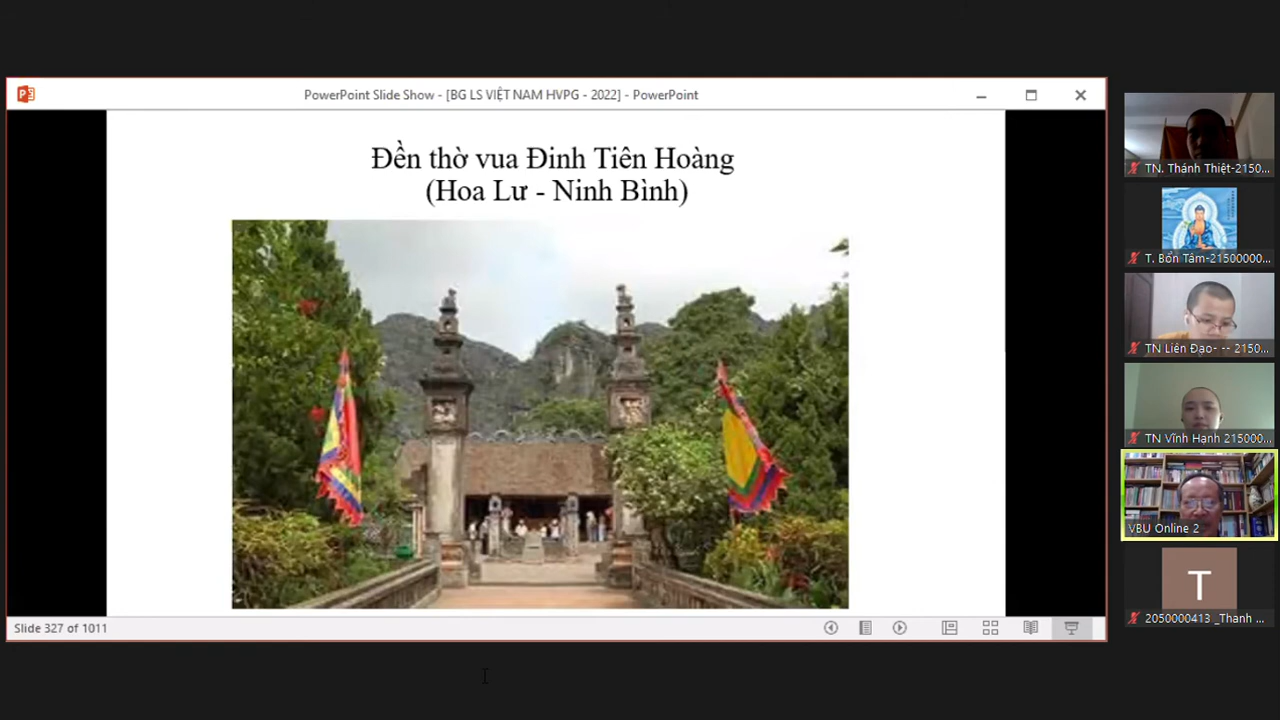 PowerPoint Slide Show - [BG LS VIỆT NAM HVPG - 2022] - PowerPoint
Đền thờ vua Đinh Tiên Hoàng
(Hoa Lư - Ninh Bình)
Slide 327 of 1011
TN. Thánh Thiệt-2150...
T. Bổn Tâm-21500000...
TN Liên Đạo- -- 2150...
TN Vĩnh Hạnh 215000...
VBU Online 2
T
2050000413 _Thanh ...